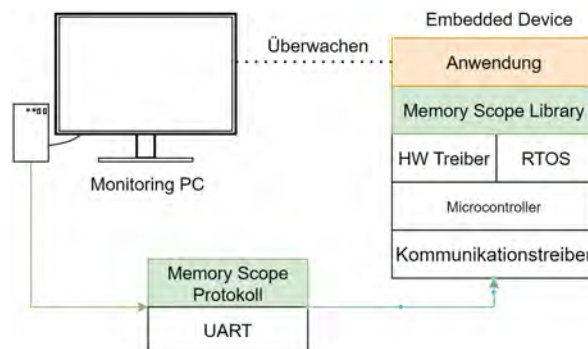 Embedded Device
Überwachen
Anwendung
Memory Scope Library
HW Treiber
RTOS
Microcontroller
Kommunikationstreiber
Monitoring PC
Memory Scope
Protokoll
UART